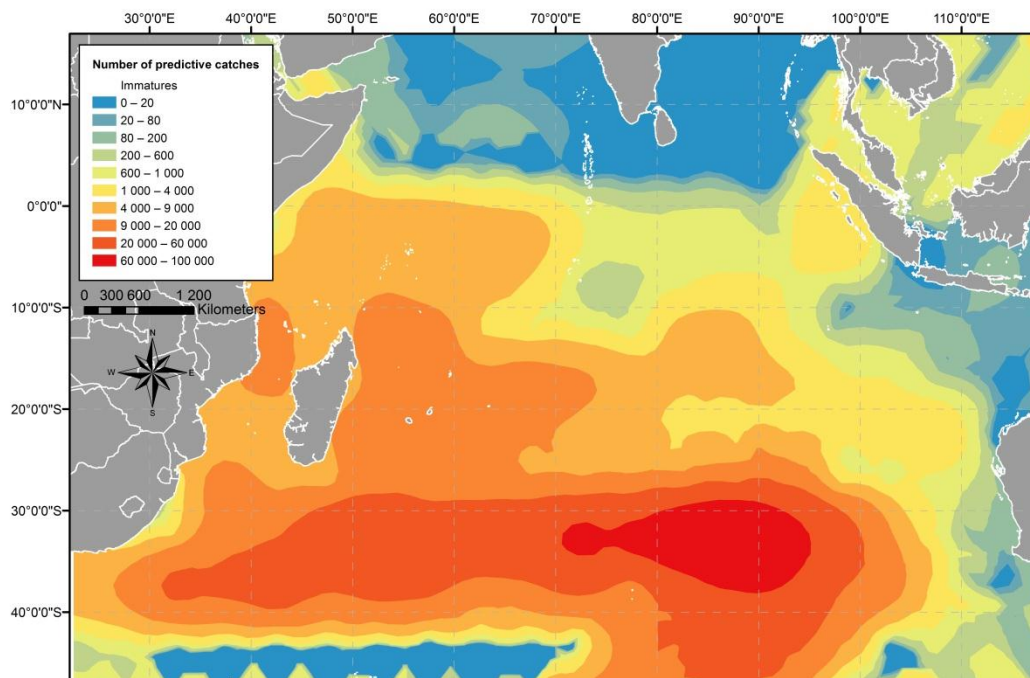 30°0'0"E 40°0'0"E 50°0'0"E 60°0'0"E 70°0'0"E 80°0'0"E 90°0'0"E 100°0'0"E 110°0'0"E
Number of predictive catches
Immatures
0 – 20
20 – 80
80 – 200
200 – 600
600 – 1 000
1 000 – 4 000
4 000 – 9 000
9 000 – 20 000
20 000 – 60 000
60 000 – 100 000
10°0'0"N
0°0'0"
10°0'0"S
0 300 600 1 200
Kilometers
N
W E
S
20°0'0"S
30°0'0"S
40°0'0"S